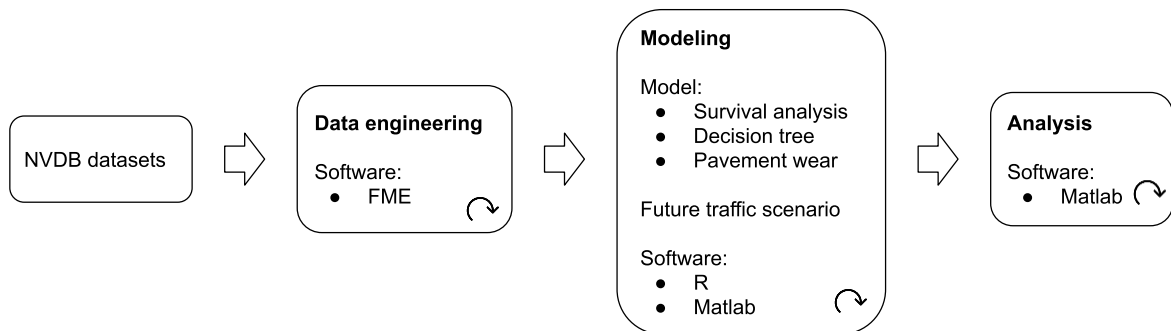 NVDB datasets
Data engineering
Software:
● FME
Modeling
Model:
● Survival analysis
● Decision tree
● Pavement wear
Future traffic scenario
Software:
● R
● Matlab
Analysis
Software:
● Matlab